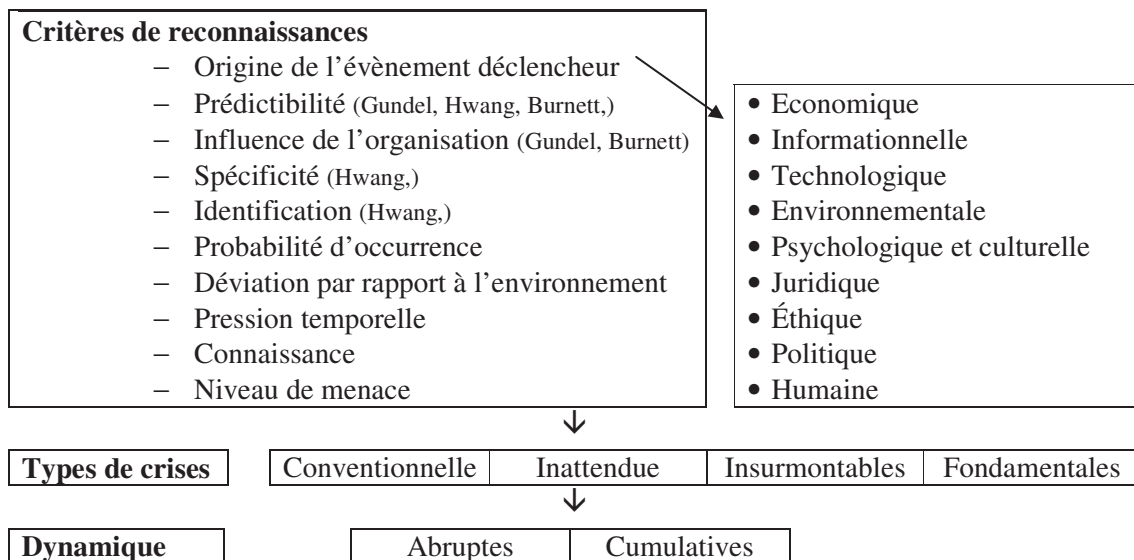 Critères de reconnaissances
– Origine de l’évènement déclencheur
– Prédictibilité (Gundel, Hwang, Burnett,)
– Influence de l’organisation (Gundel, Burnett)
– Spécificité (Hwang,)
– Identification (Hwang,)
– Probabilité d’occurrence
– Déviation par rapport à l’environnement
– Pression temporelle
– Connaissance
– Niveau de menace
• Economique
• Informationnelle
• Technologique
• Environnementale
• Psychologique et culturelle
• Juridique
• Éthique
• Politique
• Humaine
Types de crises Conventionnelle Inattendue Insurmontables Fondamentales
Dynamique Abruptes Cumulatives